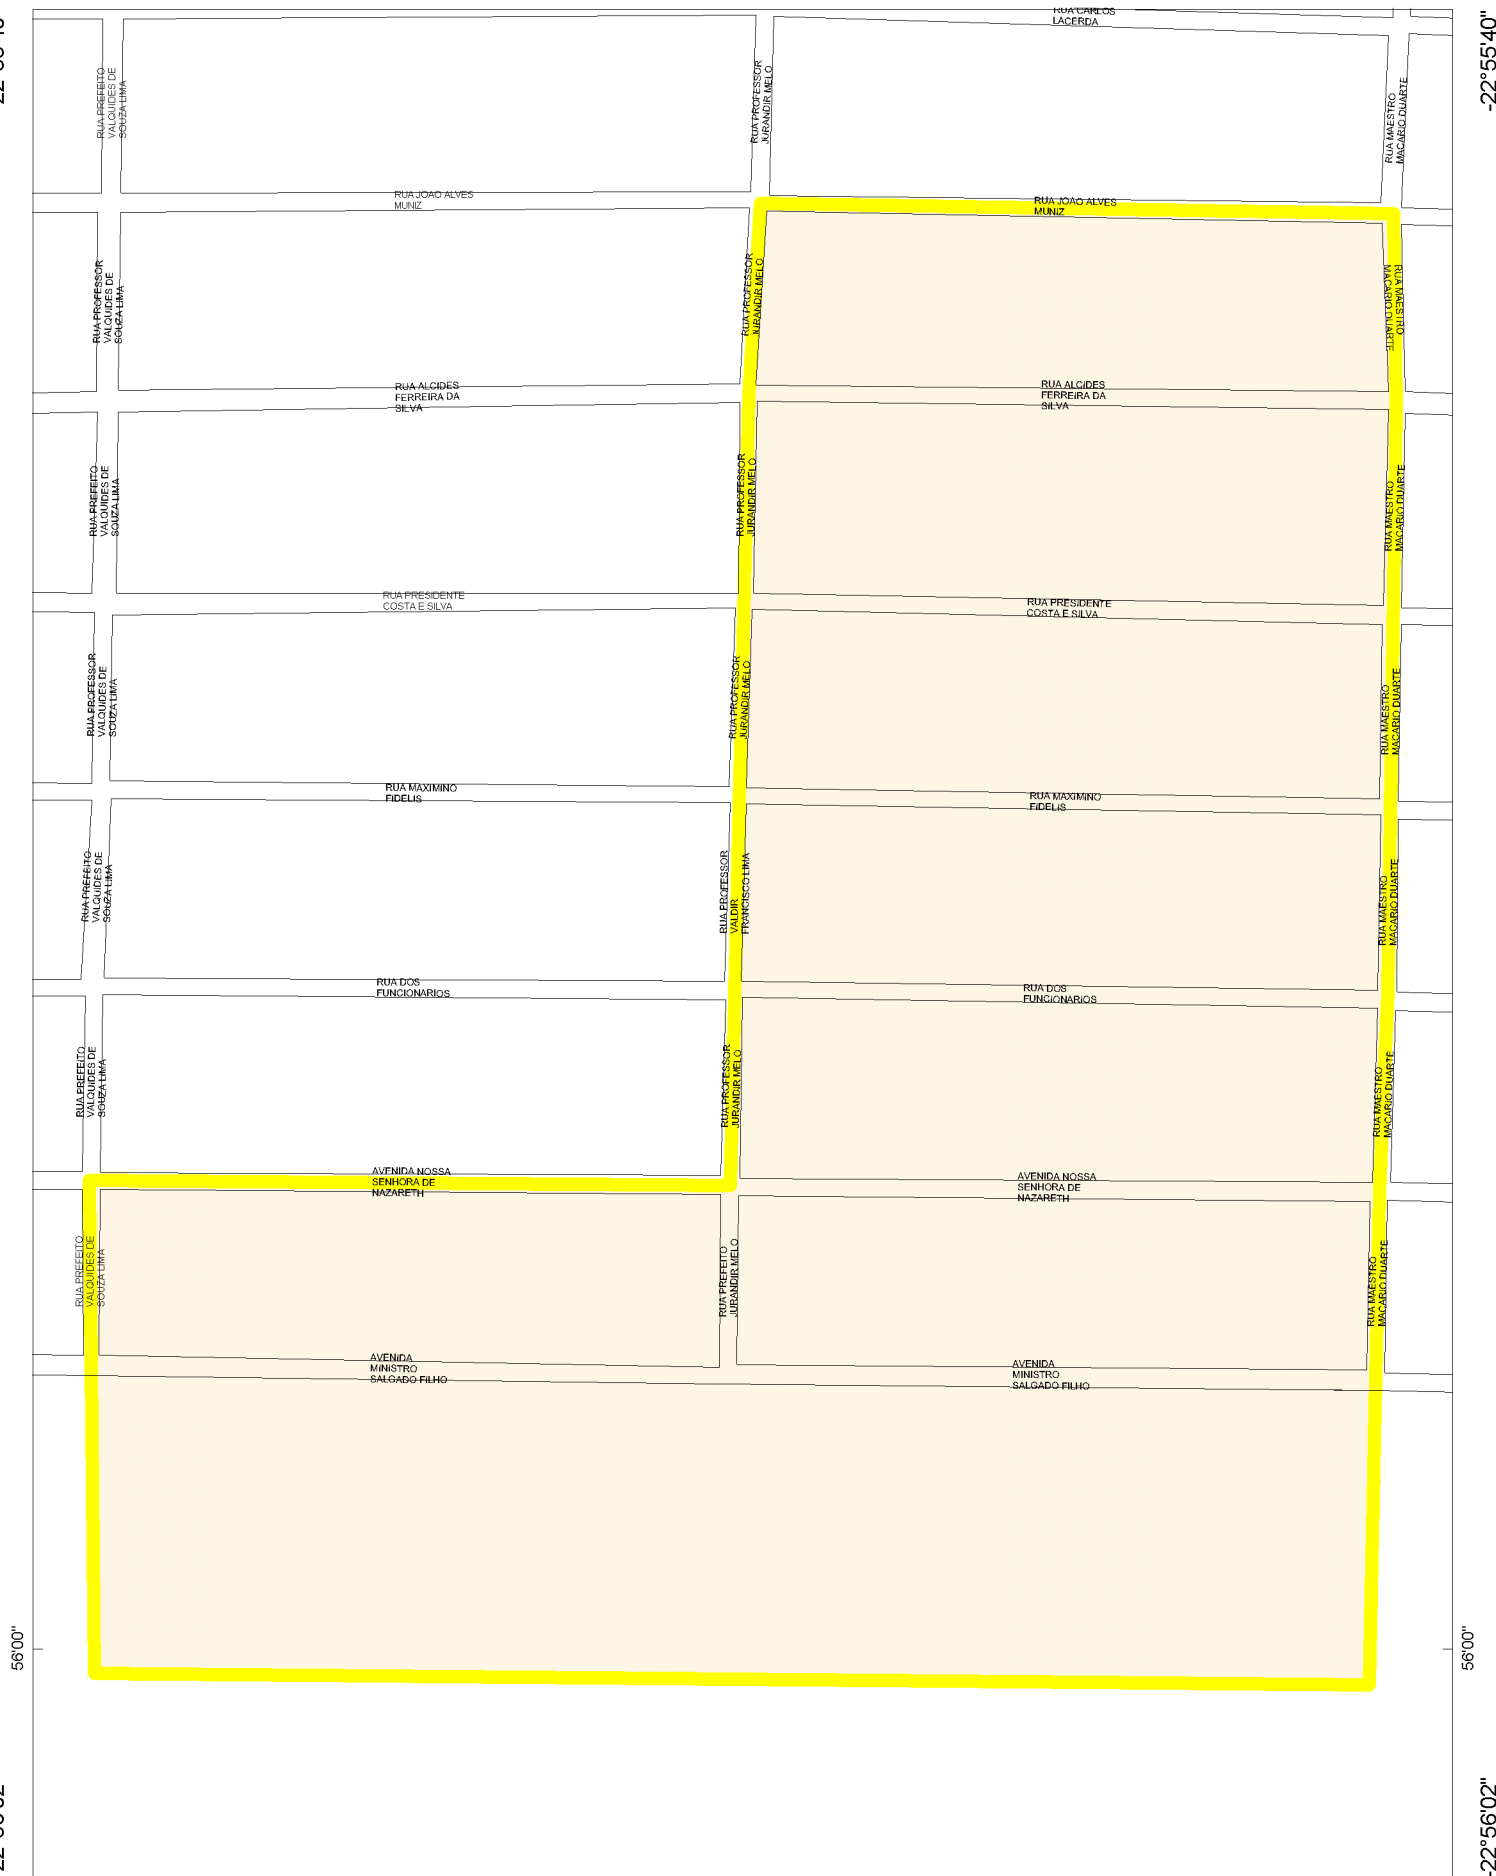 -22°55'40"
RUA CARLOS
LACERDA
RUA PREFEITO
VALQUIDES DE
SOUZA LIMA
RUA PROFESSOR
JURANDIR MELO
RUA MAESTRO
MACARIO DUARTE
RUA JOAO ALVES
MUNIZ
RUA JOAO ALVES
MUNIZ
RUA PROFESSOR
VALQUIDES DE
SOUZA LIMA
RUA PROFESSOR
JURANDIR MELO
RUA MAESTRO
MACARIO DUARTE
RUA ALCIDES
FERREIRA DA
SILVA
RUA ALCIDES
FERREIRA DA
SILVA
RUA PREFEITO
VALQUIDES DE
SOUZA LIMA
RUA PROFESSOR
JURANDIR MELO
RUA MAESTRO
MACARIO DUARTE
RUA PRESIDENTE
COSTA E SILVA
RUA PRESIDENTE
COSTA E SILVA
RUA PROFESSOR
VALQUIDES DE
SOUZA LIMA
RUA PROFESSOR
JURANDIR MELO
RUA MAESTRO
MACARIO DUARTE
RUA MAXIMINO
FIDELIS
RUA MAXIMINO
FIDELIS
RUA PREFEITO
VALQUIDES DE
SOUZA LIMA
RUA PROFESSOR
VALDIR
FRANCISCO LIMA
RUA MAESTRO
MACARIO DUARTE
RUA DOS
FUNCIONARIOS
RUA DOS
FUNCIONARIOS
RUA PREFEITO
VALQUIDES DE
SOUZA LIMA
RUA PROFESSOR
JURANDIR MELO
RUA MAESTRO
MACARIO DUARTE
AVENIDA NOSSA
SENHORA DE
NAZARETH
AVENIDA NOSSA
SENHORA DE
NAZARETH
RUA PREFEITO
VALQUIDES DE
SOUZA LIMA
RUA PREFEITO
JURANDIR MELO
RUA MAESTRO
MACARIO DUARTE
AVENIDA
MINISTRO
SALGADO FILHO
AVENIDA
MINISTRO
SALGADO FILHO
56'00"
56'00"
-22°56'02"